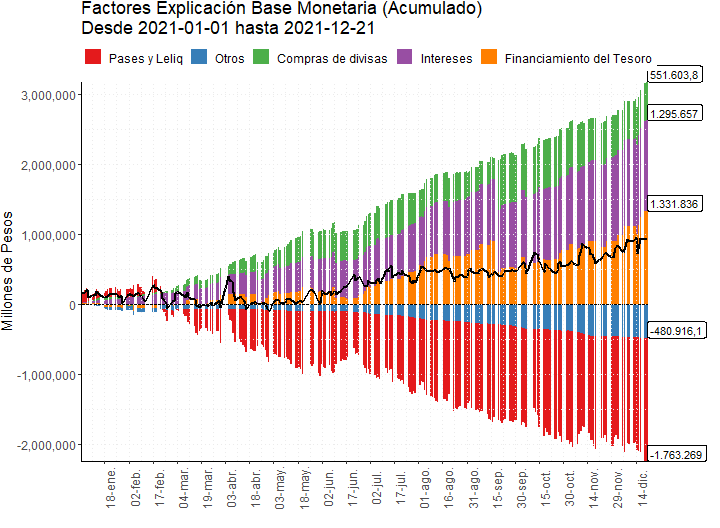 Factores Explicación Base Monetaria (Acumulado)
Desde 2021-01-01 hasta 2021-12-21
Pases y Leliq
Otros
Compras de divisas
Intereses
Financiamiento del Tesoro
551.603,8
1.295.657
1.331.836
-480.916,1
-1.763.269
Millones de Pesos
3,000,000
2,000,000
1,000,000
0
-1,000,000
-2,000,000
18-ene.
02-feb.
17-feb.
04-mar.
19-mar.
03-abr.
18-abr.
03-may.
18-may.
02-jun.
17-jun.
02-jul.
17-jul.
01-ago.
16-ago.
31-ago.
15-sep.
30-sep.
15-oct.
30-oct.
14-nov.
29-nov.
14-dic.